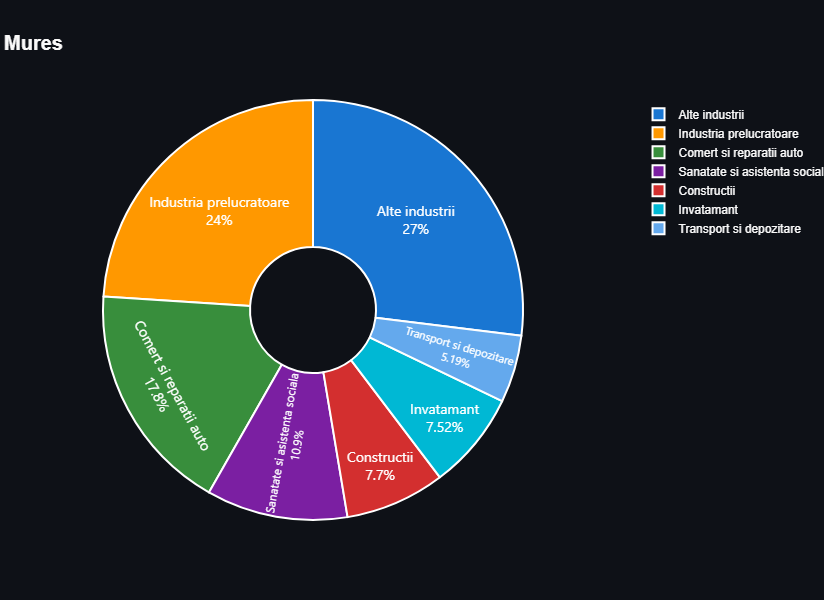 Mures
Alte industrii
27%
Industria prelucratoare
24%
Comert si reparatii auto
17.8%
Sanatate si asistenta sociala
10.9%
Constructii
7.7%
Invatamant
7.52%
Transport si depozitare
5.19%
Alte industrii
Industria prelucratoare
Comert si reparatii auto
Sanatate si asistenta social
Constructii
Invatamant
Transport si depozitare